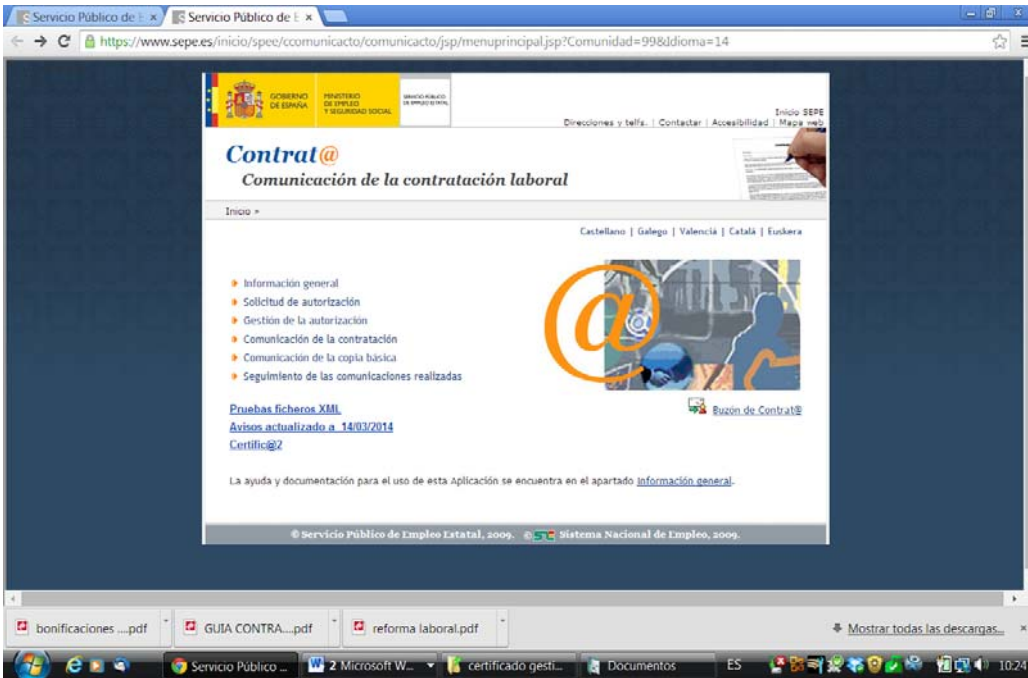 Servicio Público de E
Servicio Público de E
https://www.sepe.es/inicio/spee/ccomunicacto/comunicacto/jsp/menuprincipal.jsp?Comunidad=99&Idioma=14
GOBIERNO DE ESPAÑA
MINISTERIO DE EMPLEO Y SEGURIDAD SOCIAL
SERVICIO PÚBLICO DE EMPLEO ESTATAL
Inicio SEPE
Direcciones y telfs. | Contactar | Accesibilidad | Mapa web
Contrat@
Comunicación de la contratación laboral
Inicio »
Castellano | Galego | Valencià | Català | Euskera
Información general
Solicitud de autorización
Gestión de la autorización
Comunicación de la contratación
Comunicación de la copia básica
Seguimiento de las comunicaciones realizadas
Pruebas ficheros XML
Avisos actualizado a 14/03/2014
Certific@2
@
Buzón de Contrat@
La ayuda y documentación para el uso de esta Aplicación se encuentra en el apartado Información general.
© Servicio Público de Empleo Estatal, 2009. © Sistema Nacional de Empleo, 2009.
bonificaciones ....pdf
GUIA CONTRA....pdf
reforma laboral.pdf
Mostrar todas las descargas...
Servicio Público ...
2 Microsoft W...
certificado gesti...
Documentos
ES
10:24